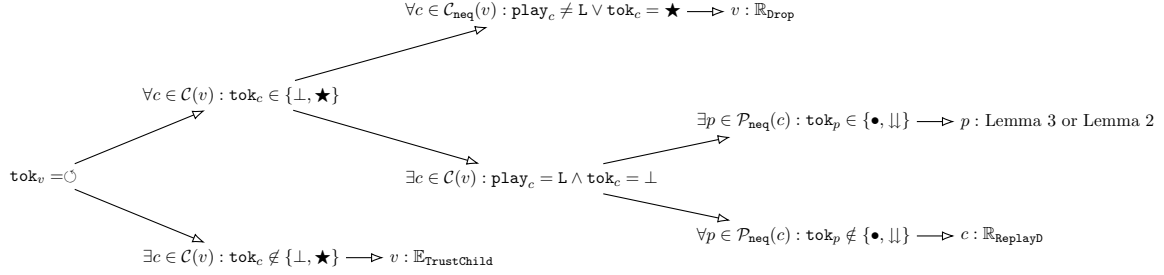 ∀c ∈ 𝒞_neq(v) : play_c ≠ L ∨ tok_c = ★ → v : ℝ_Drop
∀c ∈ 𝒞(v) : tok_c ∈ {⊥, ★}
∃p ∈ 𝒫_neq(c) : tok_p ∈ {•, ⇊} → p : Lemma 3 or Lemma 2
tok_v = ↺
∃c ∈ 𝒞(v) : play_c = L ∧ tok_c = ⊥
∀p ∈ 𝒫_neq(c) : tok_p ∉ {•, ⇊} → c : ℝ_ReplayD
∃c ∈ 𝒞(v) : tok_c ∉ {⊥, ★} → v : 𝔼_TrustChild